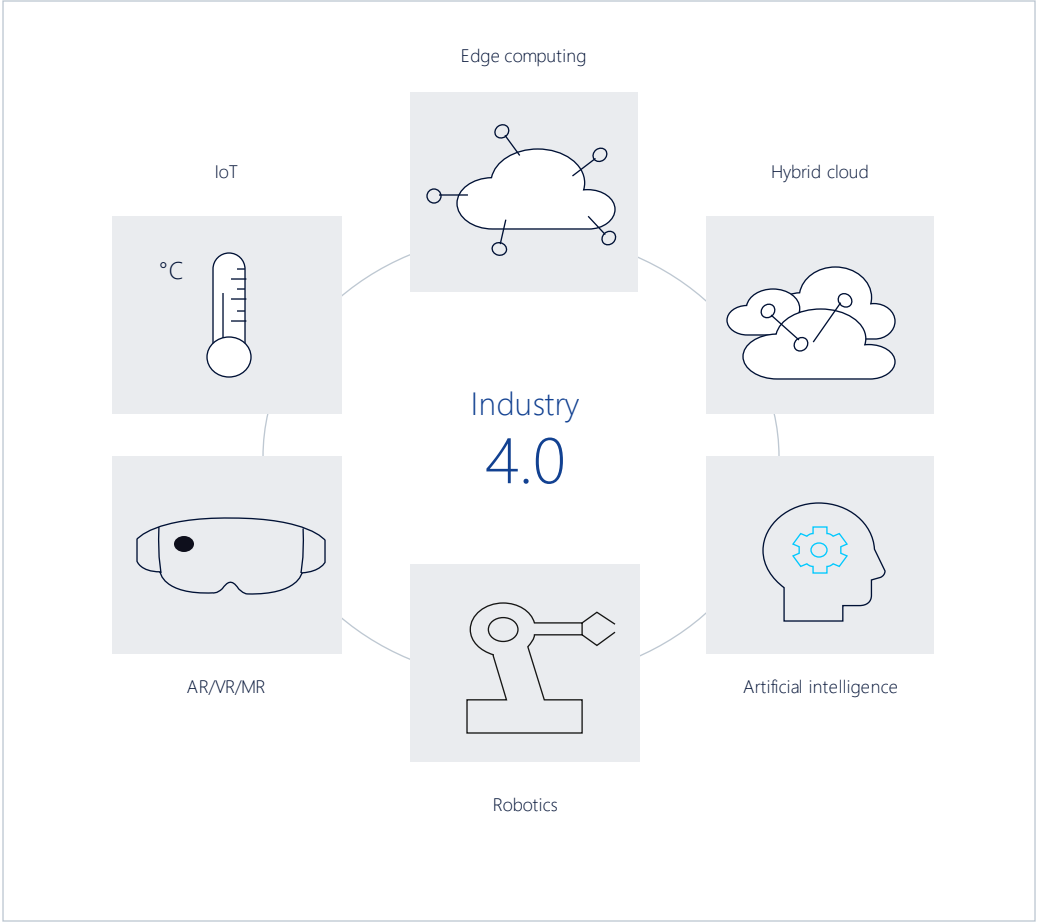 Edge computing
IoT
Hybrid cloud
°C
Industry
4.0
AR/VR/MR
Artificial intelligence
Robotics